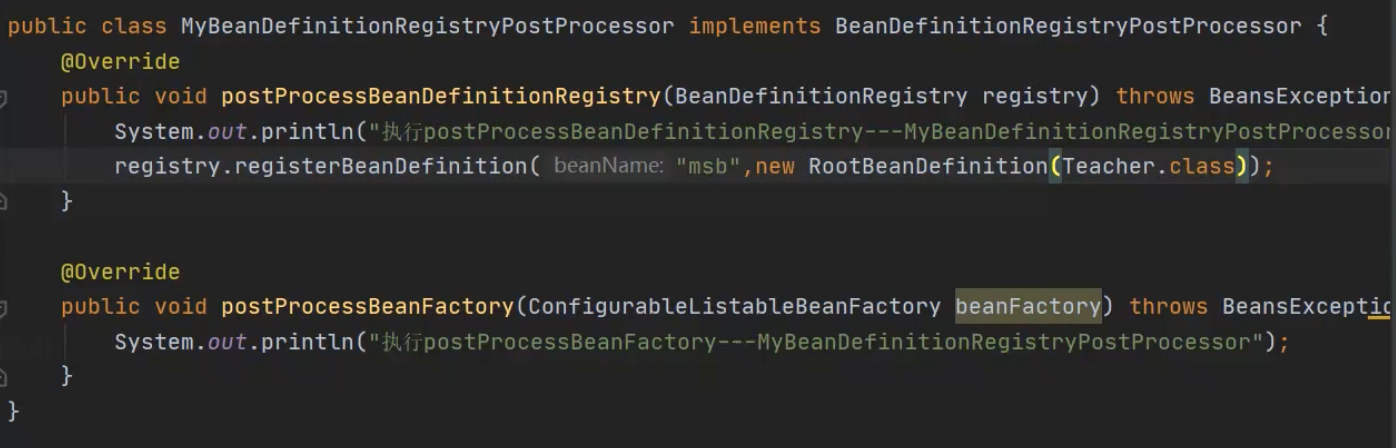 public class MyBeanDefinitionRegistryPostProcessor implements BeanDefinitionRegistryPostProcessor {
@Override
public void postProcessBeanDefinitionRegistry(BeanDefinitionRegistry registry) throws BeansException
System.out.println("执行postProcessBeanDefinitionRegistry---MyBeanDefinitionRegistryPostProcessor
registry.registerBeanDefinition( beanName: "msb",new RootBeanDefinition(Teacher.class));
}
@Override
public void postProcessBeanFactory(ConfigurableListableBeanFactory beanFactory) throws BeansExceptio
System.out.println("执行postProcessBeanFactory---MyBeanDefinitionRegistryPostProcessor");
}
}